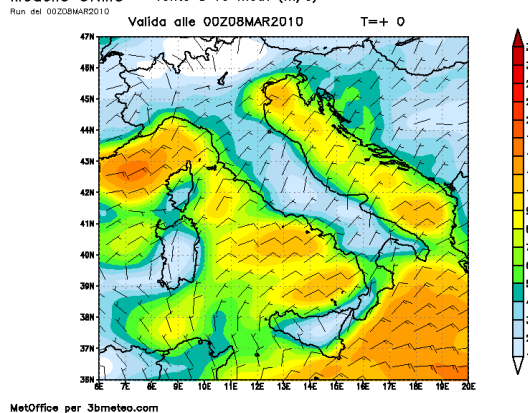 Run del 00Z08MAR2010
Valida alle 00Z08MAR2010 T=+ 0
47N
46N
45N
44N
43N
42N
41N
40N
39N
38N
37N
36N
6E 7E 8E 9E 10E 11E 12E 13E 14E 15E 16E 17E 18E 19E 20E
MetOffice per 3bmeteo.com